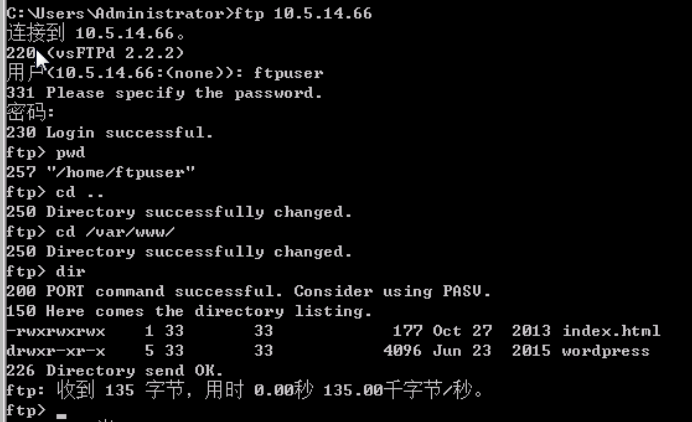 C:\Users\Administrator>ftp 10.5.14.66
连接到 10.5.14.66。
220 (vsFTPd 2.2.2)
用户(10.5.14.66:(none)): ftpuser
331 Please specify the password.
密码:
230 Login successful.
ftp> pwd
257 "/home/ftpuser"
ftp> cd ..
250 Directory successfully changed.
ftp> cd /var/www/
250 Directory successfully changed.
ftp> dir
200 PORT command successful. Consider using PASV.
150 Here comes the directory listing.
-rwxrwxrwx    1 33       33            177 Oct 27  2013 index.html
drwxr-xr-x    5 33       33           4096 Jun 23  2015 wordpress
226 Directory send OK.
ftp: 收到 135 字节，用时 0.00秒 135.00千字节/秒。
ftp>